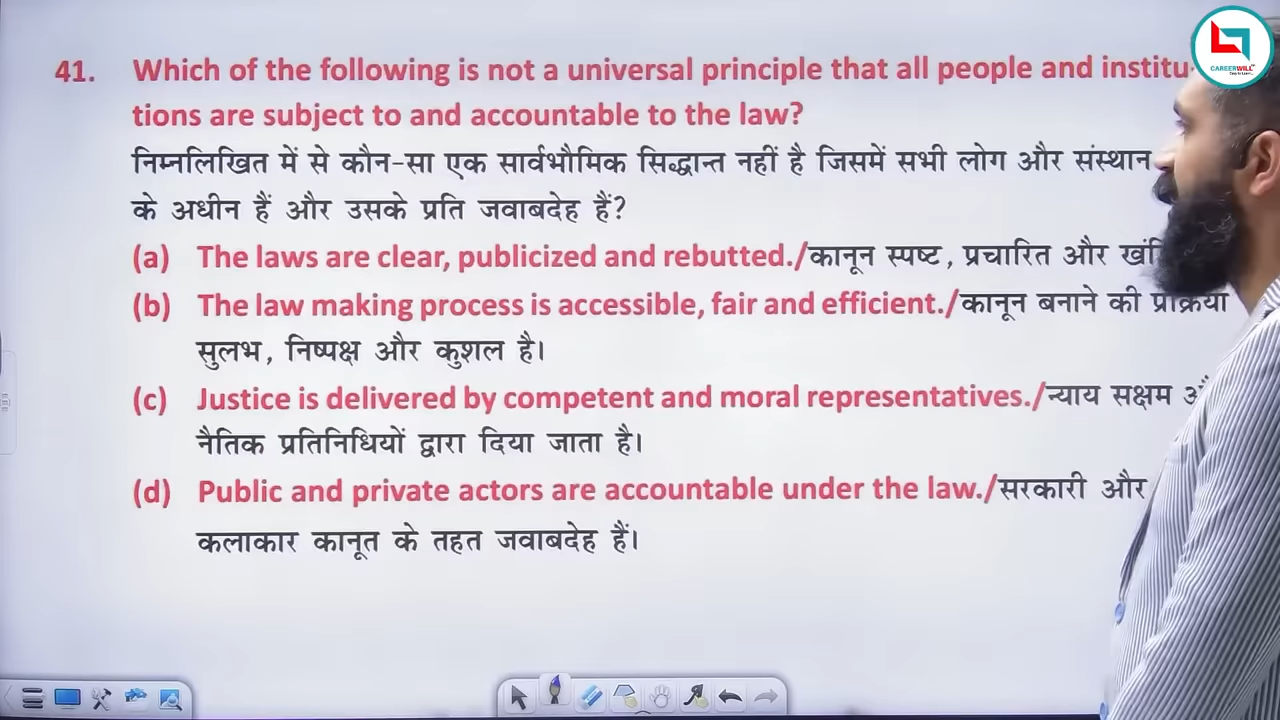 CAREERWILL
41. Which of the following is not a universal principle that all people and institu-
tions are subject to and accountable to the law?
निम्नलिखित में से कौन-सा एक सार्वभौमिक सिद्धान्त नहीं है जिसमें सभी लोग और संस्थान
के अधीन हैं और उसके प्रति जवाबदेह हैं?
(a) The laws are clear, publicized and rebutted./कानून स्पष्ट, प्रचारित और
(b) The law making process is accessible, fair and efficient./कानून बनाने की प्रक्रिया
सुलभ, निष्पक्ष और कुशल है।
(c) Justice is delivered by competent and moral representatives./न्याय सक्षम
नैतिक प्रतिनिधियों द्वारा दिया जाता है।
(d) Public and private actors are accountable under the law./सरकारी और
कलाकार कानूत के तहत जवाबदेह हैं।